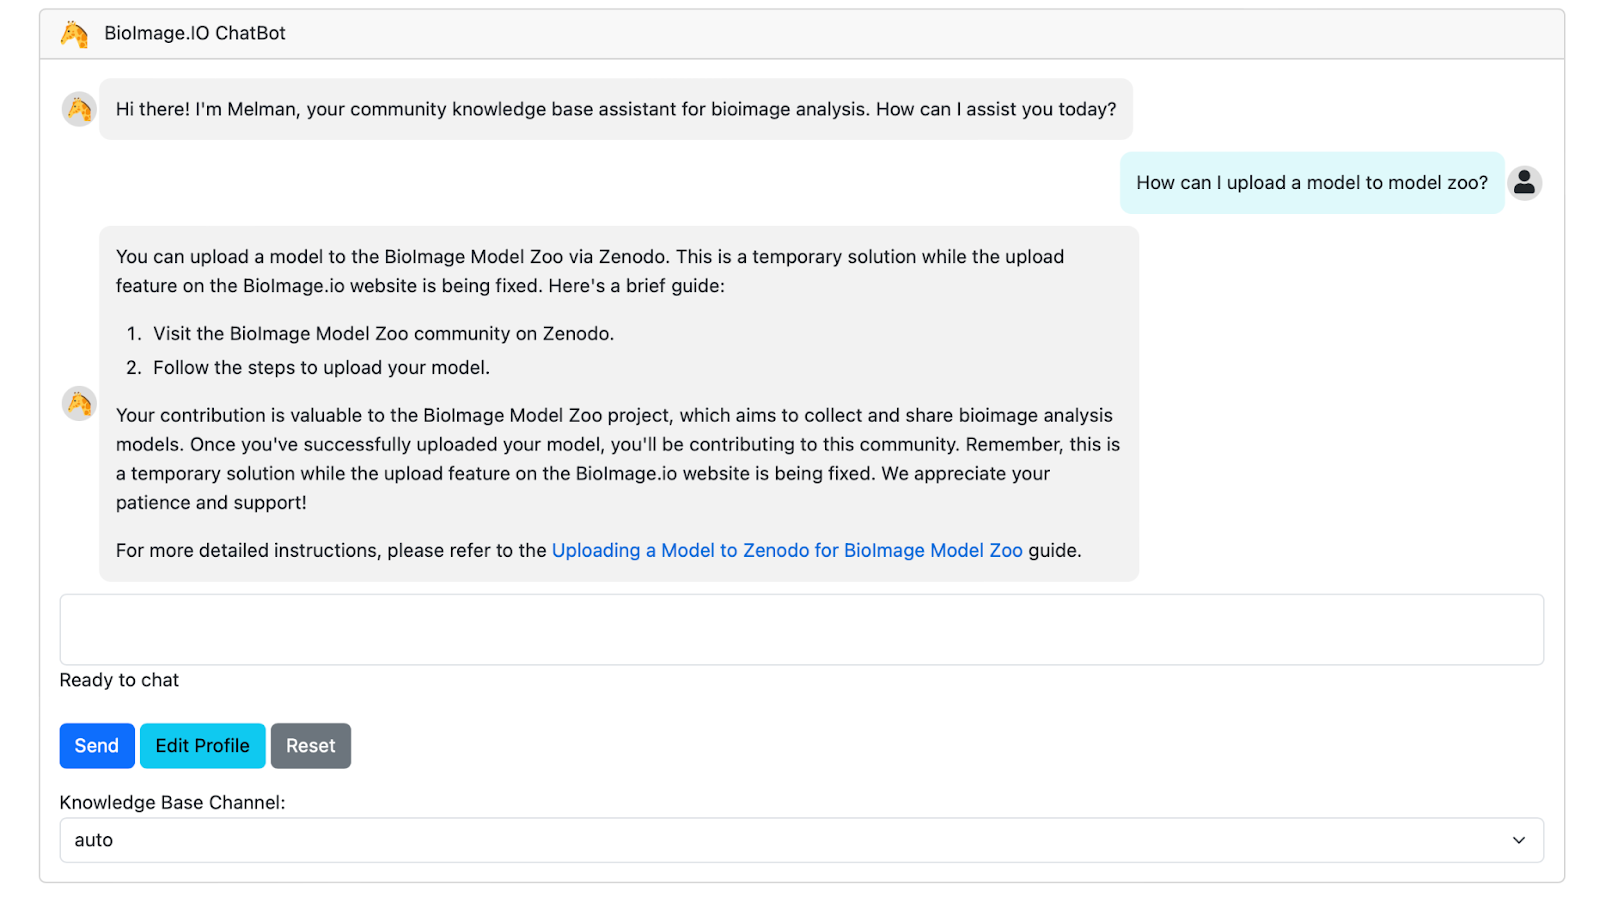 BioImage.IO ChatBot
Hi there! I'm Melman, your community knowledge base assistant for bioimage analysis. How can I assist you today?
How can I upload a model to model zoo?
You can upload a model to the BioImage Model Zoo via Zenodo. This is a temporary solution while the upload
feature on the BioImage.io website is being fixed. Here's a brief guide:
1. Visit the BioImage Model Zoo community on Zenodo.
2. Follow the steps to upload your model.
Your contribution is valuable to the BioImage Model Zoo project, which aims to collect and share bioimage analysis
models. Once you've successfully uploaded your model, you'll be contributing to this community. Remember, this is
a temporary solution while the upload feature on the BioImage.io website is being fixed. We appreciate your
patience and support!
For more detailed instructions, please refer to the Uploading a Model to Zenodo for BioImage Model Zoo guide.
Ready to chat
Send Edit Profile Reset
Knowledge Base Channel:
auto